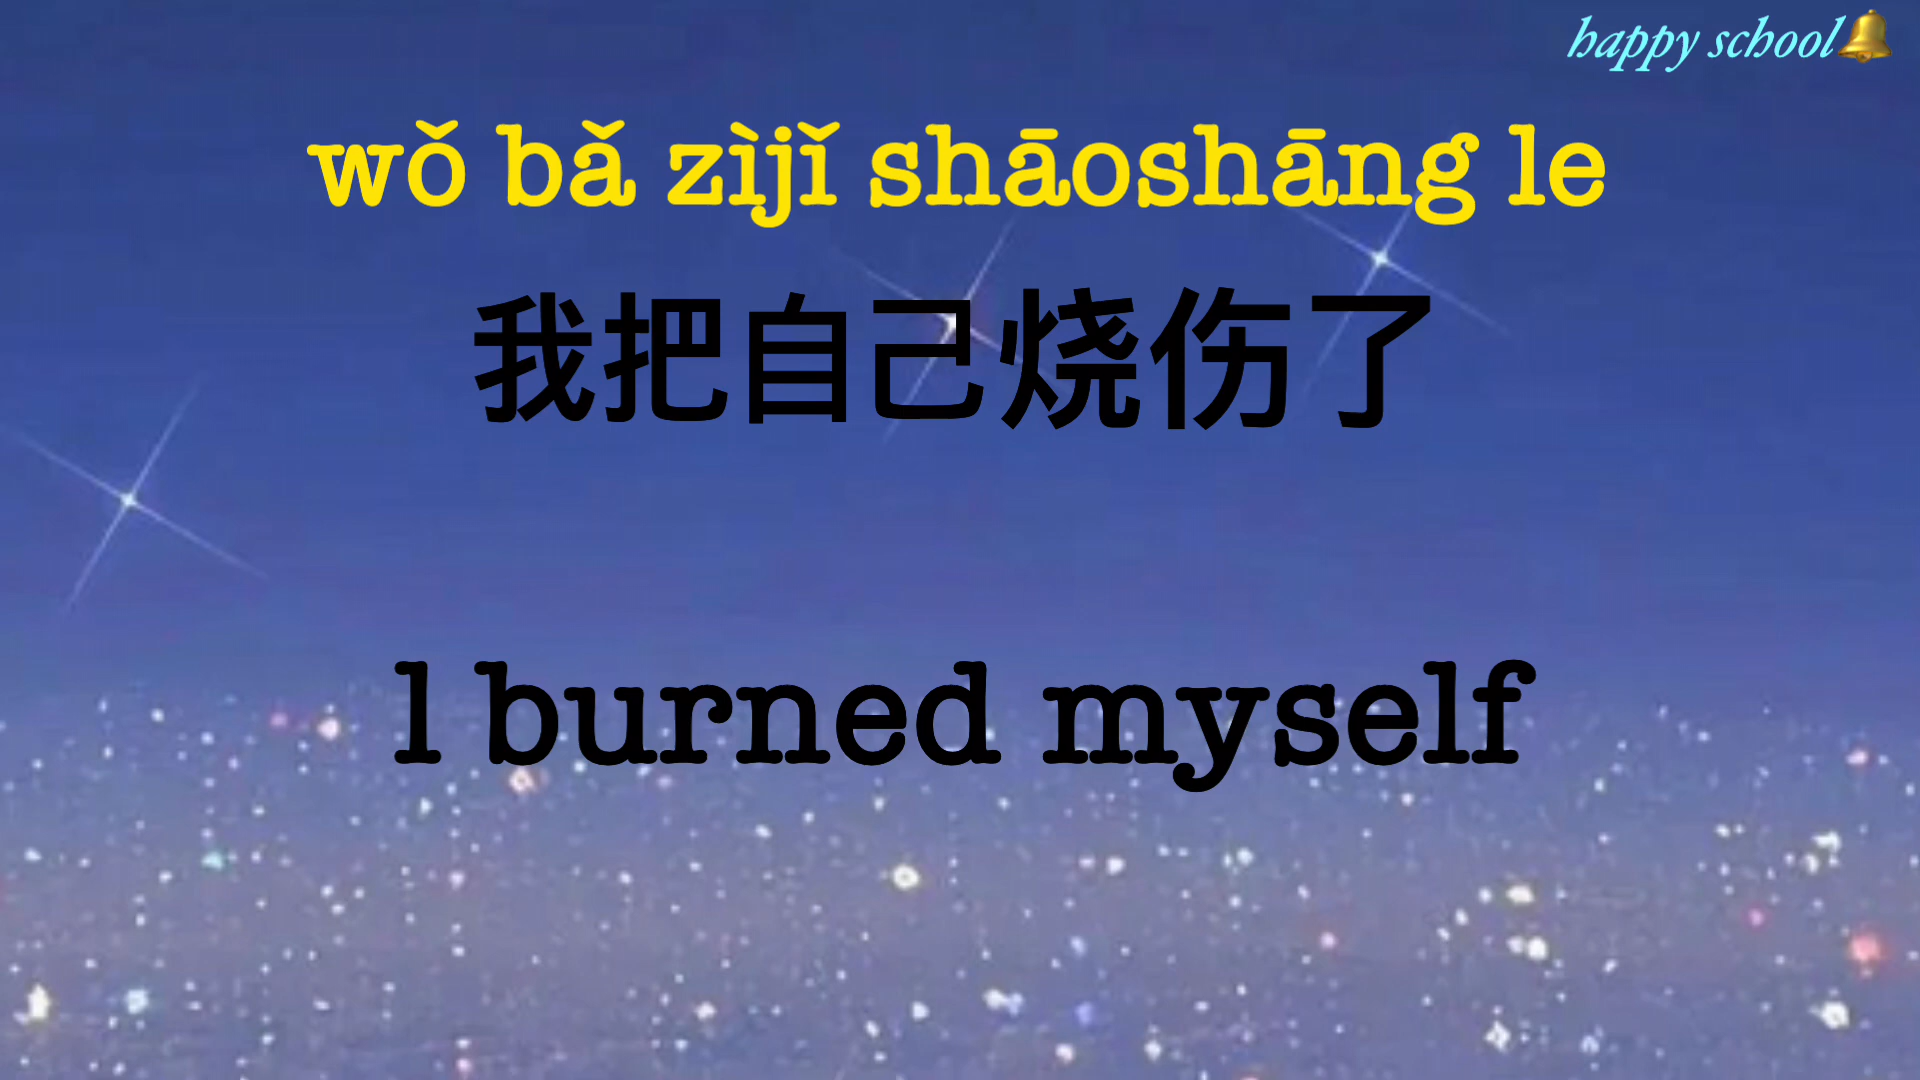 happy school🔔
wǒ bǎ zìjǐ shāoshāng le
我把自己烧伤了
l burned myself